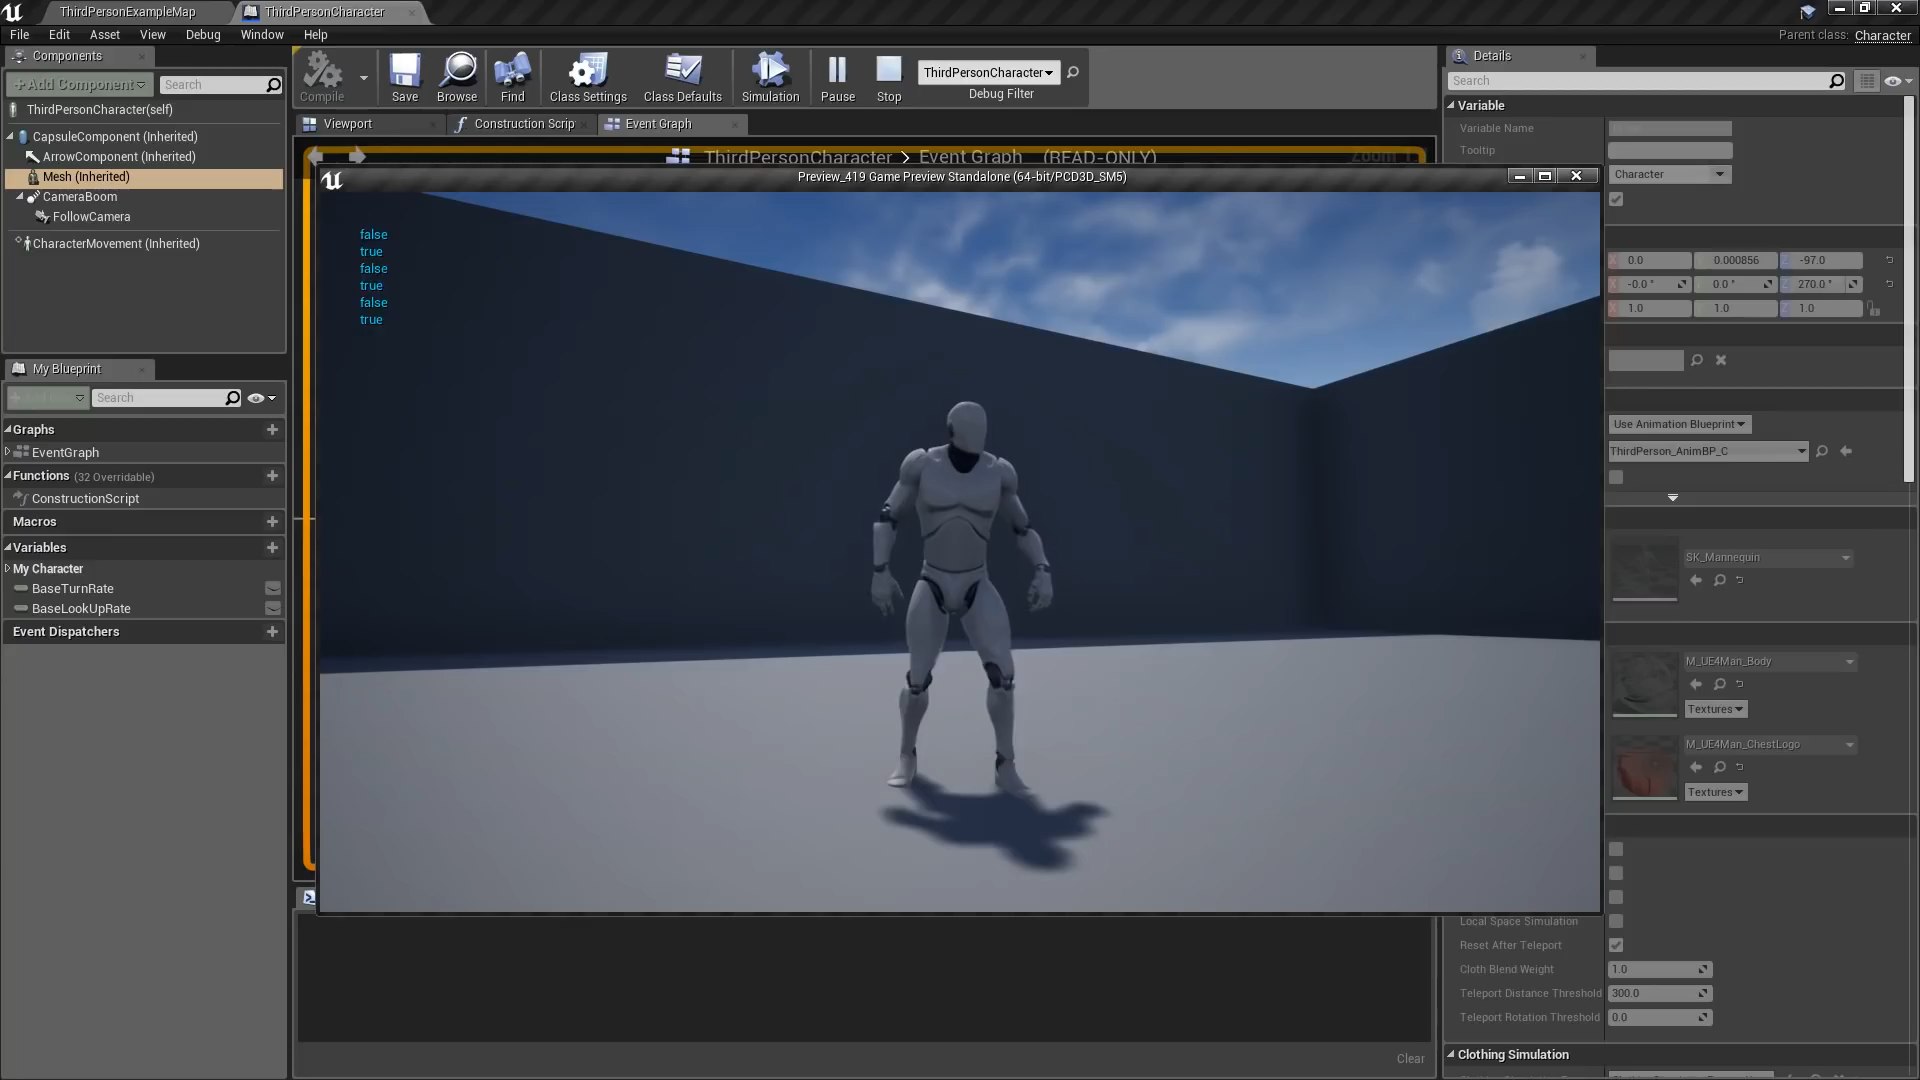 ThirdPersonExampleMap
ThirdPersonCharacter
File Edit Asset View Debug Window Help
Parent class: Character
Components
+Add Component
Search
ThirdPersonCharacter(self)
CapsuleComponent (Inherited)
ArrowComponent (Inherited)
Mesh (Inherited)
CameraBoom
FollowCamera
CharacterMovement (Inherited)
My Blueprint
Search
Graphs
EventGraph
Functions (32 Overridable)
ConstructionScript
Macros
Variables
My Character
BaseTurnRate
BaseLookUpRate
Event Dispatchers
Compile
Save
Browse
Find
Class Settings
Class Defaults
Simulation
Pause
Stop
ThirdPersonCharacter
Debug Filter
Viewport
Construction Scrip
Event Graph
ThirdPersonCharacter > Event Graph (READ-ONLY)
Preview_419 Game Preview Standalone (64-bit/PCD3D_SM5)
false
true
false
true
false
true
Clear
Details
Search
Variable
Variable Name
Tooltip
Character
X 0.0 0.000856 Z -97.0
X -0.0 ° 0.0 ° Z 270.0 °
X 1.0 1.0 Z 1.0
Use Animation Blueprint
ThirdPerson_AnimBP_C
SK_Mannequin
M_UE4Man_Body
Textures
M_UE4Man_ChestLogo
Textures
Local Space Simulation
Reset After Teleport
Cloth Blend Weight 1.0
Teleport Distance Threshold 300.0
Teleport Rotation Threshold 0.0
Clothing Simulation